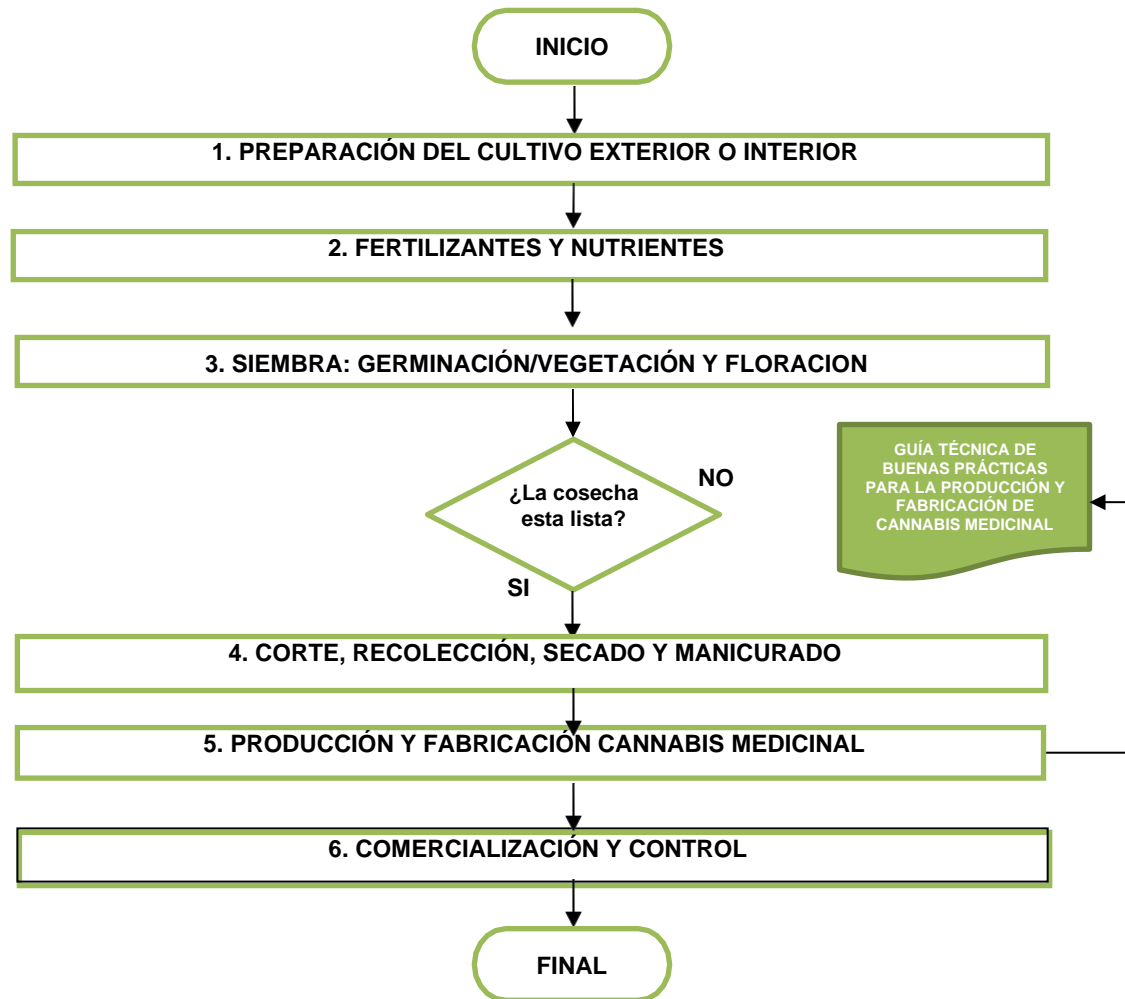 INICIO
1. PREPARACIÓN DEL CULTIVO EXTERIOR O INTERIOR
2. FERTILIZANTES Y NUTRIENTES
3. SIEMBRA: GERMINACIÓN/VEGETACIÓN Y FLORACION
¿La cosecha
esta lista?
NO
SI
GUÍA TÉCNICA DE
BUENAS PRÁCTICAS
PARA LA PRODUCCIÓN Y
FABRICACIÓN DE
CANNABIS MEDICINAL
4. CORTE, RECOLECCIÓN, SECADO Y MANICURADO
5. PRODUCCIÓN Y FABRICACIÓN CANNABIS MEDICINAL
6. COMERCIALIZACIÓN Y CONTROL
FINAL